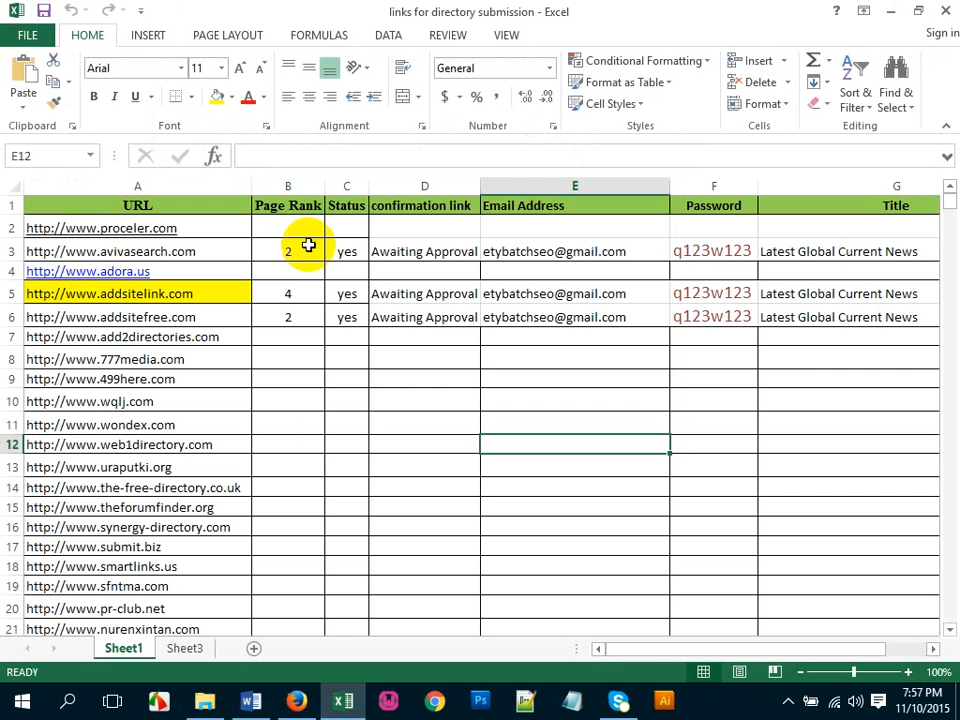 links for directory submission - Excel
Sign in
FILE HOME INSERT PAGE LAYOUT FORMULAS DATA REVIEW VIEW
Paste
Arial 11
B I U
A
General
$ % ,
Conditional Formatting
Format as Table
Cell Styles
Insert
Delete
Format
Sort &
Filter
Find &
Select
Clipboard Font Alignment Number Styles Cells Editing
E12 fx
A B C D E F G
1 URL Page Rank Status confirmation link Email Address Password Title
2 http://www.proceler.com
3 http://www.avivasearch.com 2 yes Awaiting Approval etybatchseo@gmail.com q123w123 Latest Global Current News
4 http://www.adora.us
5 http://www.addsitelink.com 4 yes Awaiting Approval etybatchseo@gmail.com q123w123 Latest Global Current News
6 http://www.addsitefree.com 2 yes Awaiting Approval etybatchseo@gmail.com q123w123 Latest Global Current News
7 http://www.add2directories.com
8 http://www.777media.com
9 http://www.499here.com
10 http://www.wqlj.com
11 http://www.wondex.com
12 http://www.web1directory.com
13 http://www.uraputki.org
14 http://www.the-free-directory.co.uk
15 http://www.theforumfinder.org
16 http://www.synergy-directory.com
17 http://www.submit.biz
18 http://www.smartlinks.us
19 http://www.sfntma.com
20 http://www.pr-club.net
21 http://www.nurenxintan.com
Sheet1 Sheet3
READY 100%
7:57 PM
11/10/2015